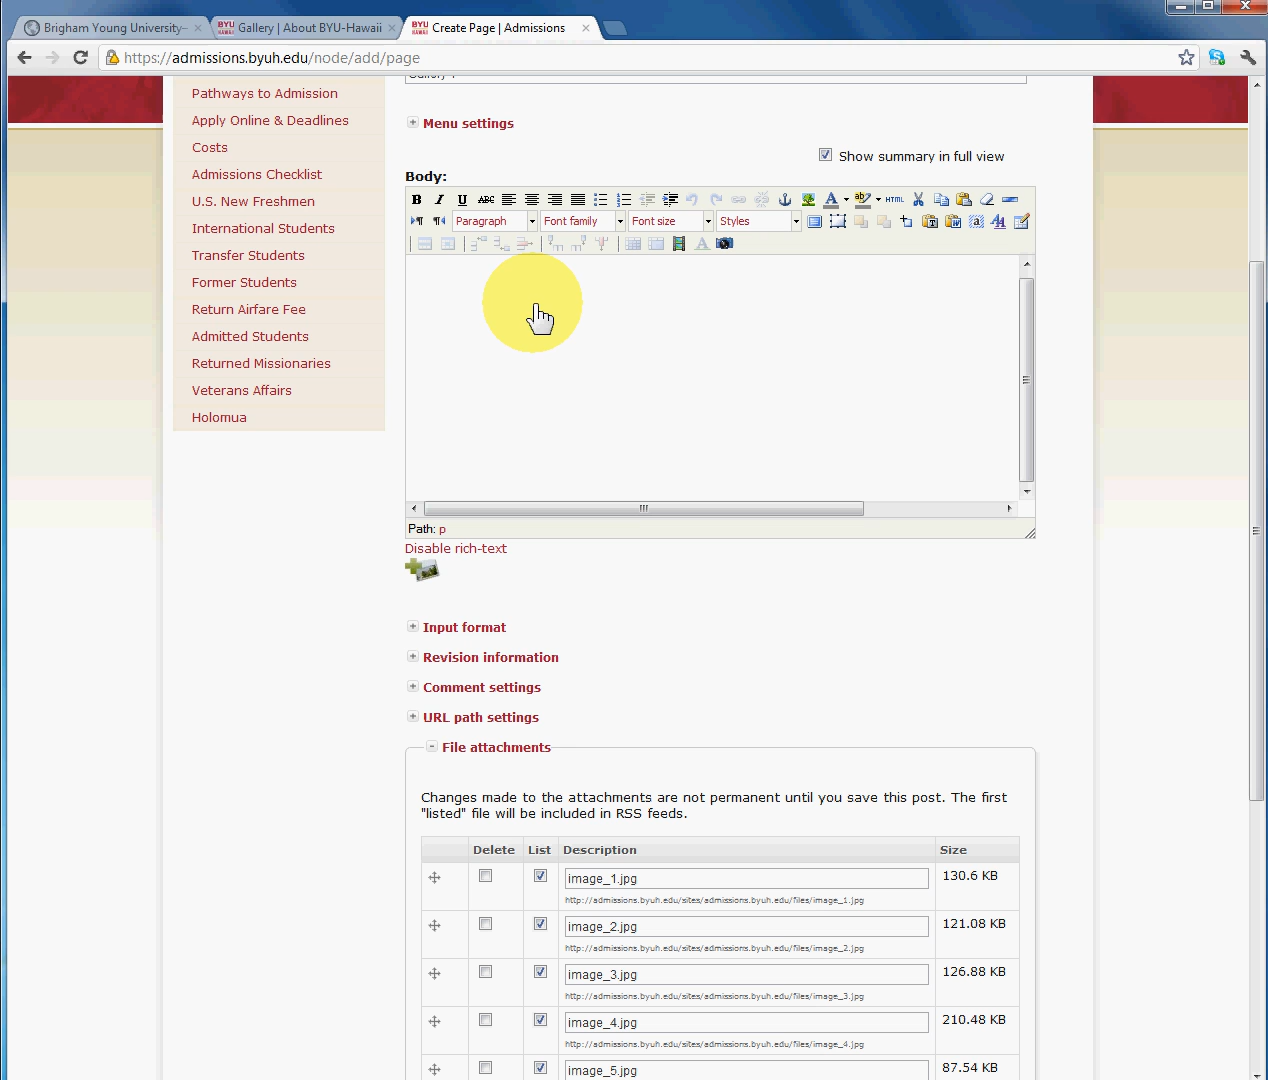 Brigham Young University–
BYU HAWAII Gallery | About BYU-Hawaii
BYU HAWAII Create Page | Admissions
https://admissions.byuh.edu/node/add/page
Pathways to Admission
Apply Online & Deadlines
Costs
Admissions Checklist
U.S. New Freshmen
International Students
Transfer Students
Former Students
Return Airfare Fee
Admitted Students
Returned Missionaries
Veterans Affairs
Holomua
Menu settings
Show summary in full view
Body:
B I U ABC HTML
Paragraph Font family Font size Styles
Path: p
Disable rich-text
Input format
Revision information
Comment settings
URL path settings
File attachments
Changes made to the attachments are not permanent until you save this post. The first
"listed" file will be included in RSS feeds.
Delete List Description Size
image_1.jpg 130.6 KB
http://admissions.byuh.edu/sites/admissions.byuh.edu/files/image_1.jpg
image_2.jpg 121.08 KB
http://admissions.byuh.edu/sites/admissions.byuh.edu/files/image_2.jpg
image_3.jpg 126.88 KB
http://admissions.byuh.edu/sites/admissions.byuh.edu/files/image_3.jpg
image_4.jpg 210.48 KB
http://admissions.byuh.edu/sites/admissions.byuh.edu/files/image_4.jpg
image_5.jpg 87.54 KB